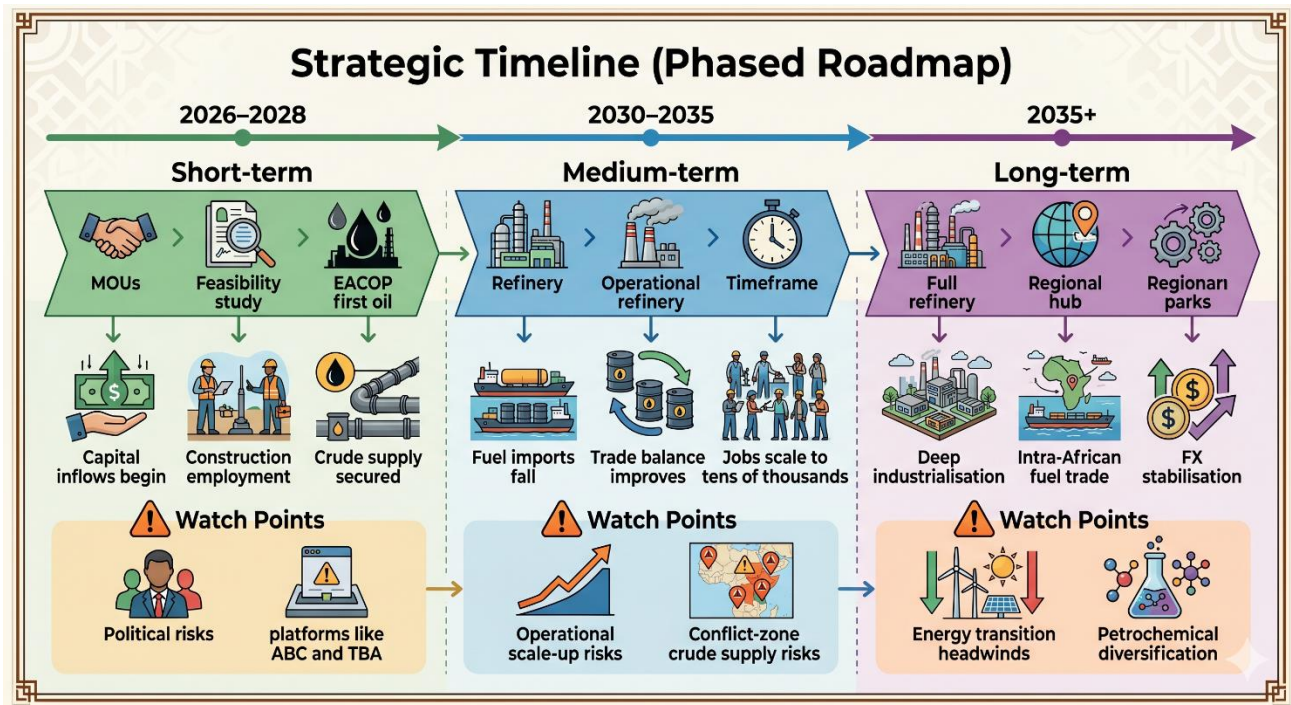 Strategic Timeline (Phased Roadmap)
2026–2028
2030–2035
2035+
Short-term
Medium-term
Long-term
MOUs
Feasibility
study
EACOP
first oil
Refinery
Operational
refinery
Timeframe
Full
refinery
Regional
hub
Regionarı
parks
Capital
inflows begin
Construction
employment
Crude supply
secured
Fuel imports
fall
Trade balance
improves
Jobs scale to
tens of thousands
Deep
industrialisation
Intra-African
fuel trade
FX
stabilisation
Watch Points
Watch Points
Watch Points
Political risks
platforms like
ABC and TBA
Operational
scale-up risks
Conflict-zone
crude supply risks
Energy transition
headwinds
Petrochemical
diversification